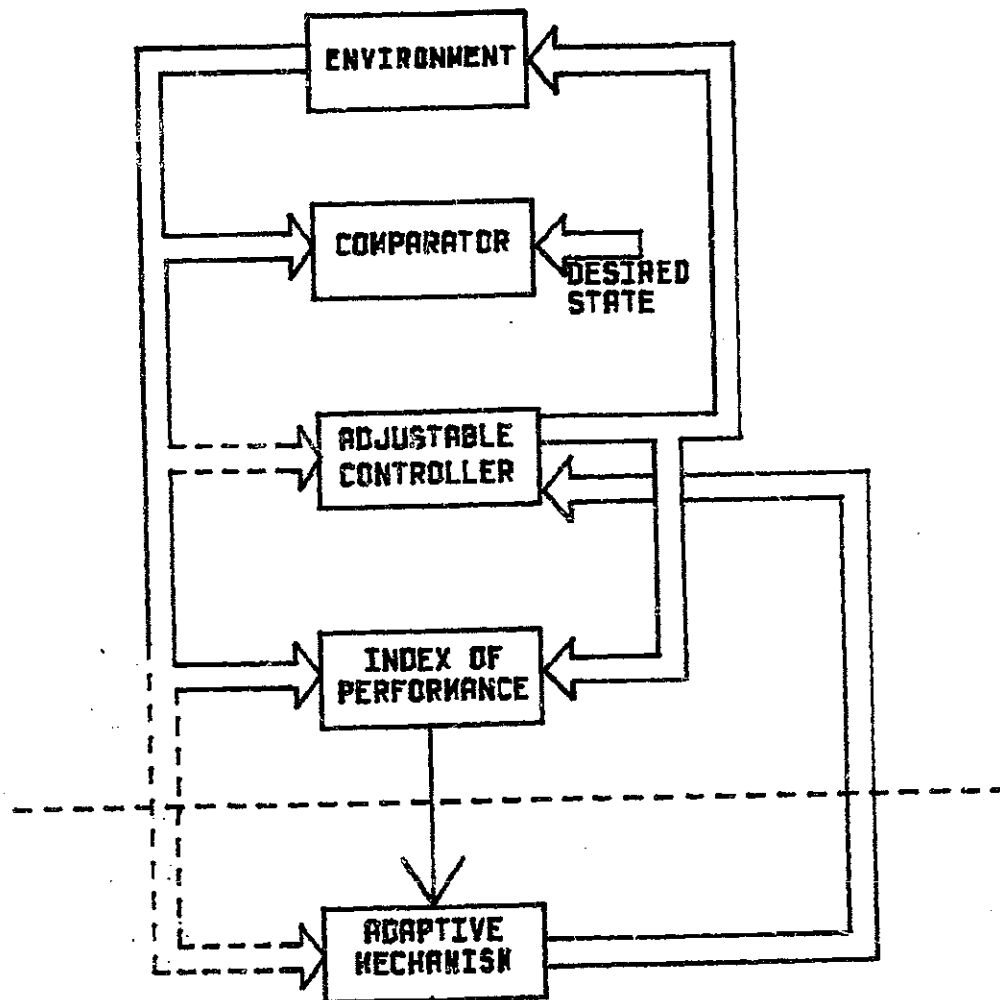 ENVIRONMENT
COMPARATOR
DESIRED
STATE
ADJUSTABLE
CONTROLLER
INDEX OF
PERFORMANCE
ADAPTIVE
MECHANISM